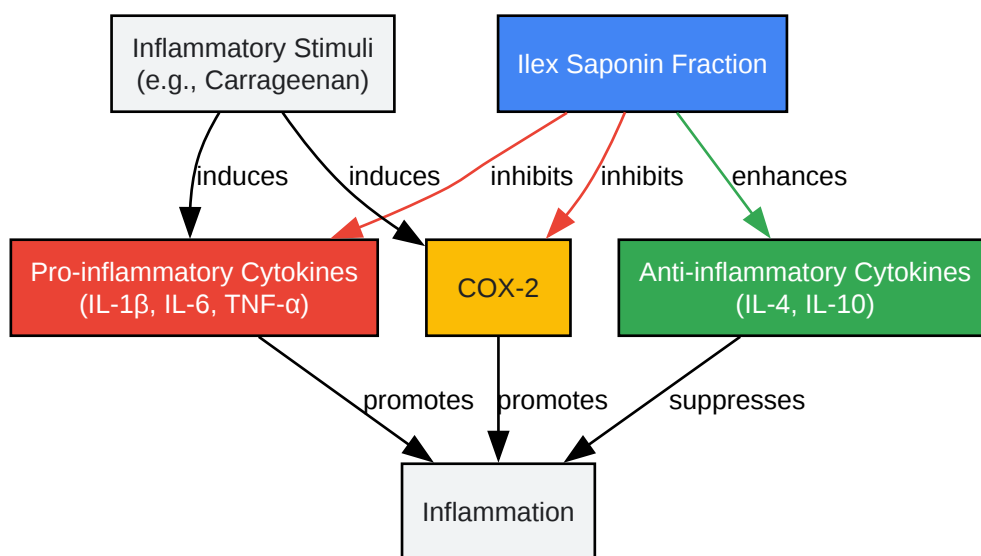 Inflammatory Stimuli
(e.g., Carrageenan)
Ilex Saponin Fraction
induces
induces
inhibits
inhibits
enhances
Pro-inflammatory Cytokines
(IL-1β, IL-6, TNF-α)
COX-2
Anti-inflammatory Cytokines
(IL-4, IL-10)
promotes
promotes
suppresses
Inflammation